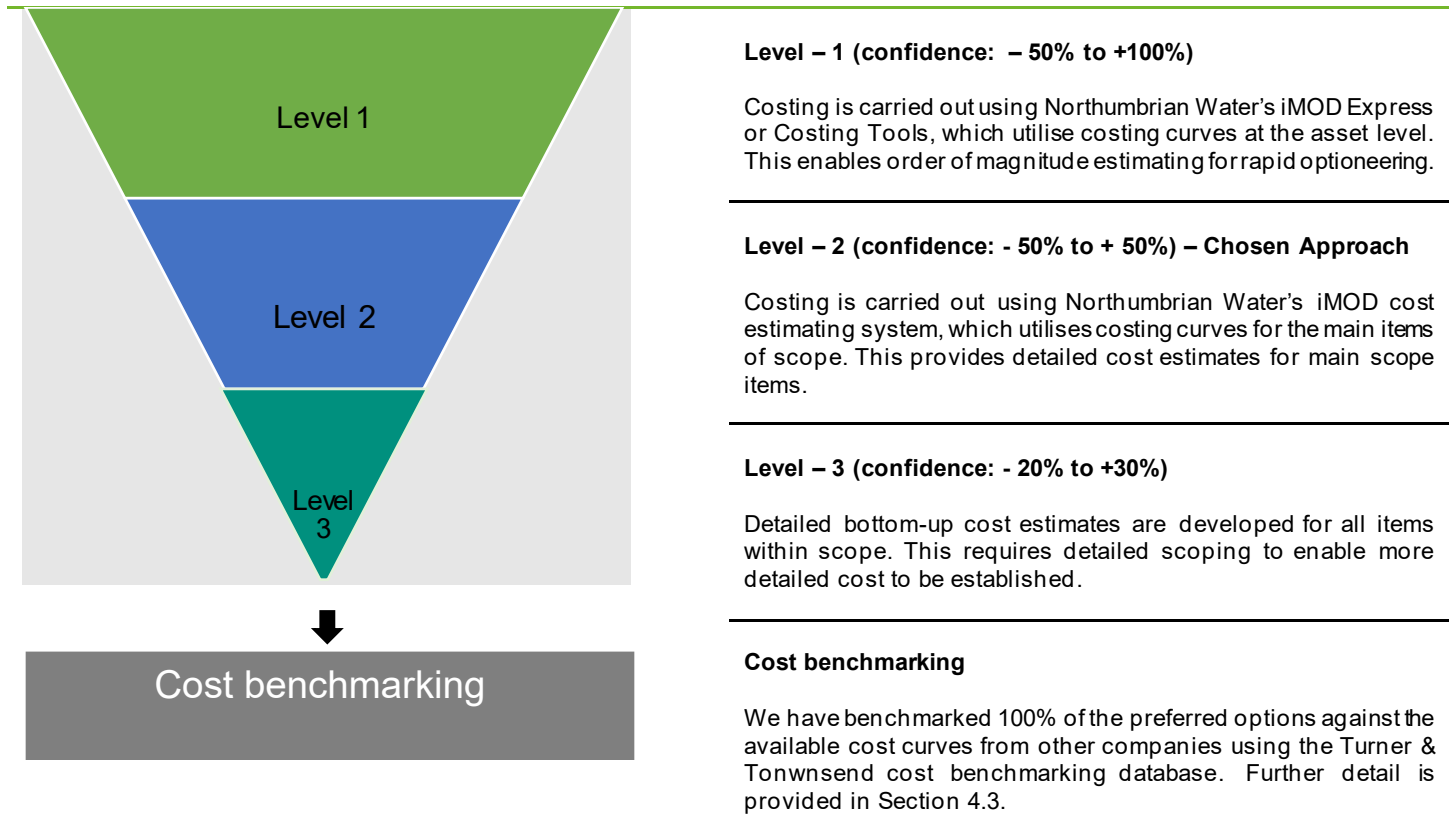 Level 1
Level 2
Level
3
Cost benchmarking
Level – 1 (confidence: – 50% to +100%)
Costing is carried out using Northumbrian Water’s iMOD Express
or Costing Tools, which utilise costing curves at the asset level.
This enables order of magnitude estimating for rapid optioneering.
Level – 2 (confidence: - 50% to + 50%) – Chosen Approach
Costing is carried out using Northumbrian Water’s iMOD cost
estimating system, which utilises costing curves for the main items
of scope. This provides detailed cost estimates for main scope
items.
Level – 3 (confidence: - 20% to +30%)
Detailed bottom-up cost estimates are developed for all items
within scope. This requires detailed scoping to enable more
detailed cost to be established.
Cost benchmarking
We have benchmarked 100% of the preferred options against the
available cost curves from other companies using the Turner &
Tonwnsend cost benchmarking database. Further detail is
provided in Section 4.3.